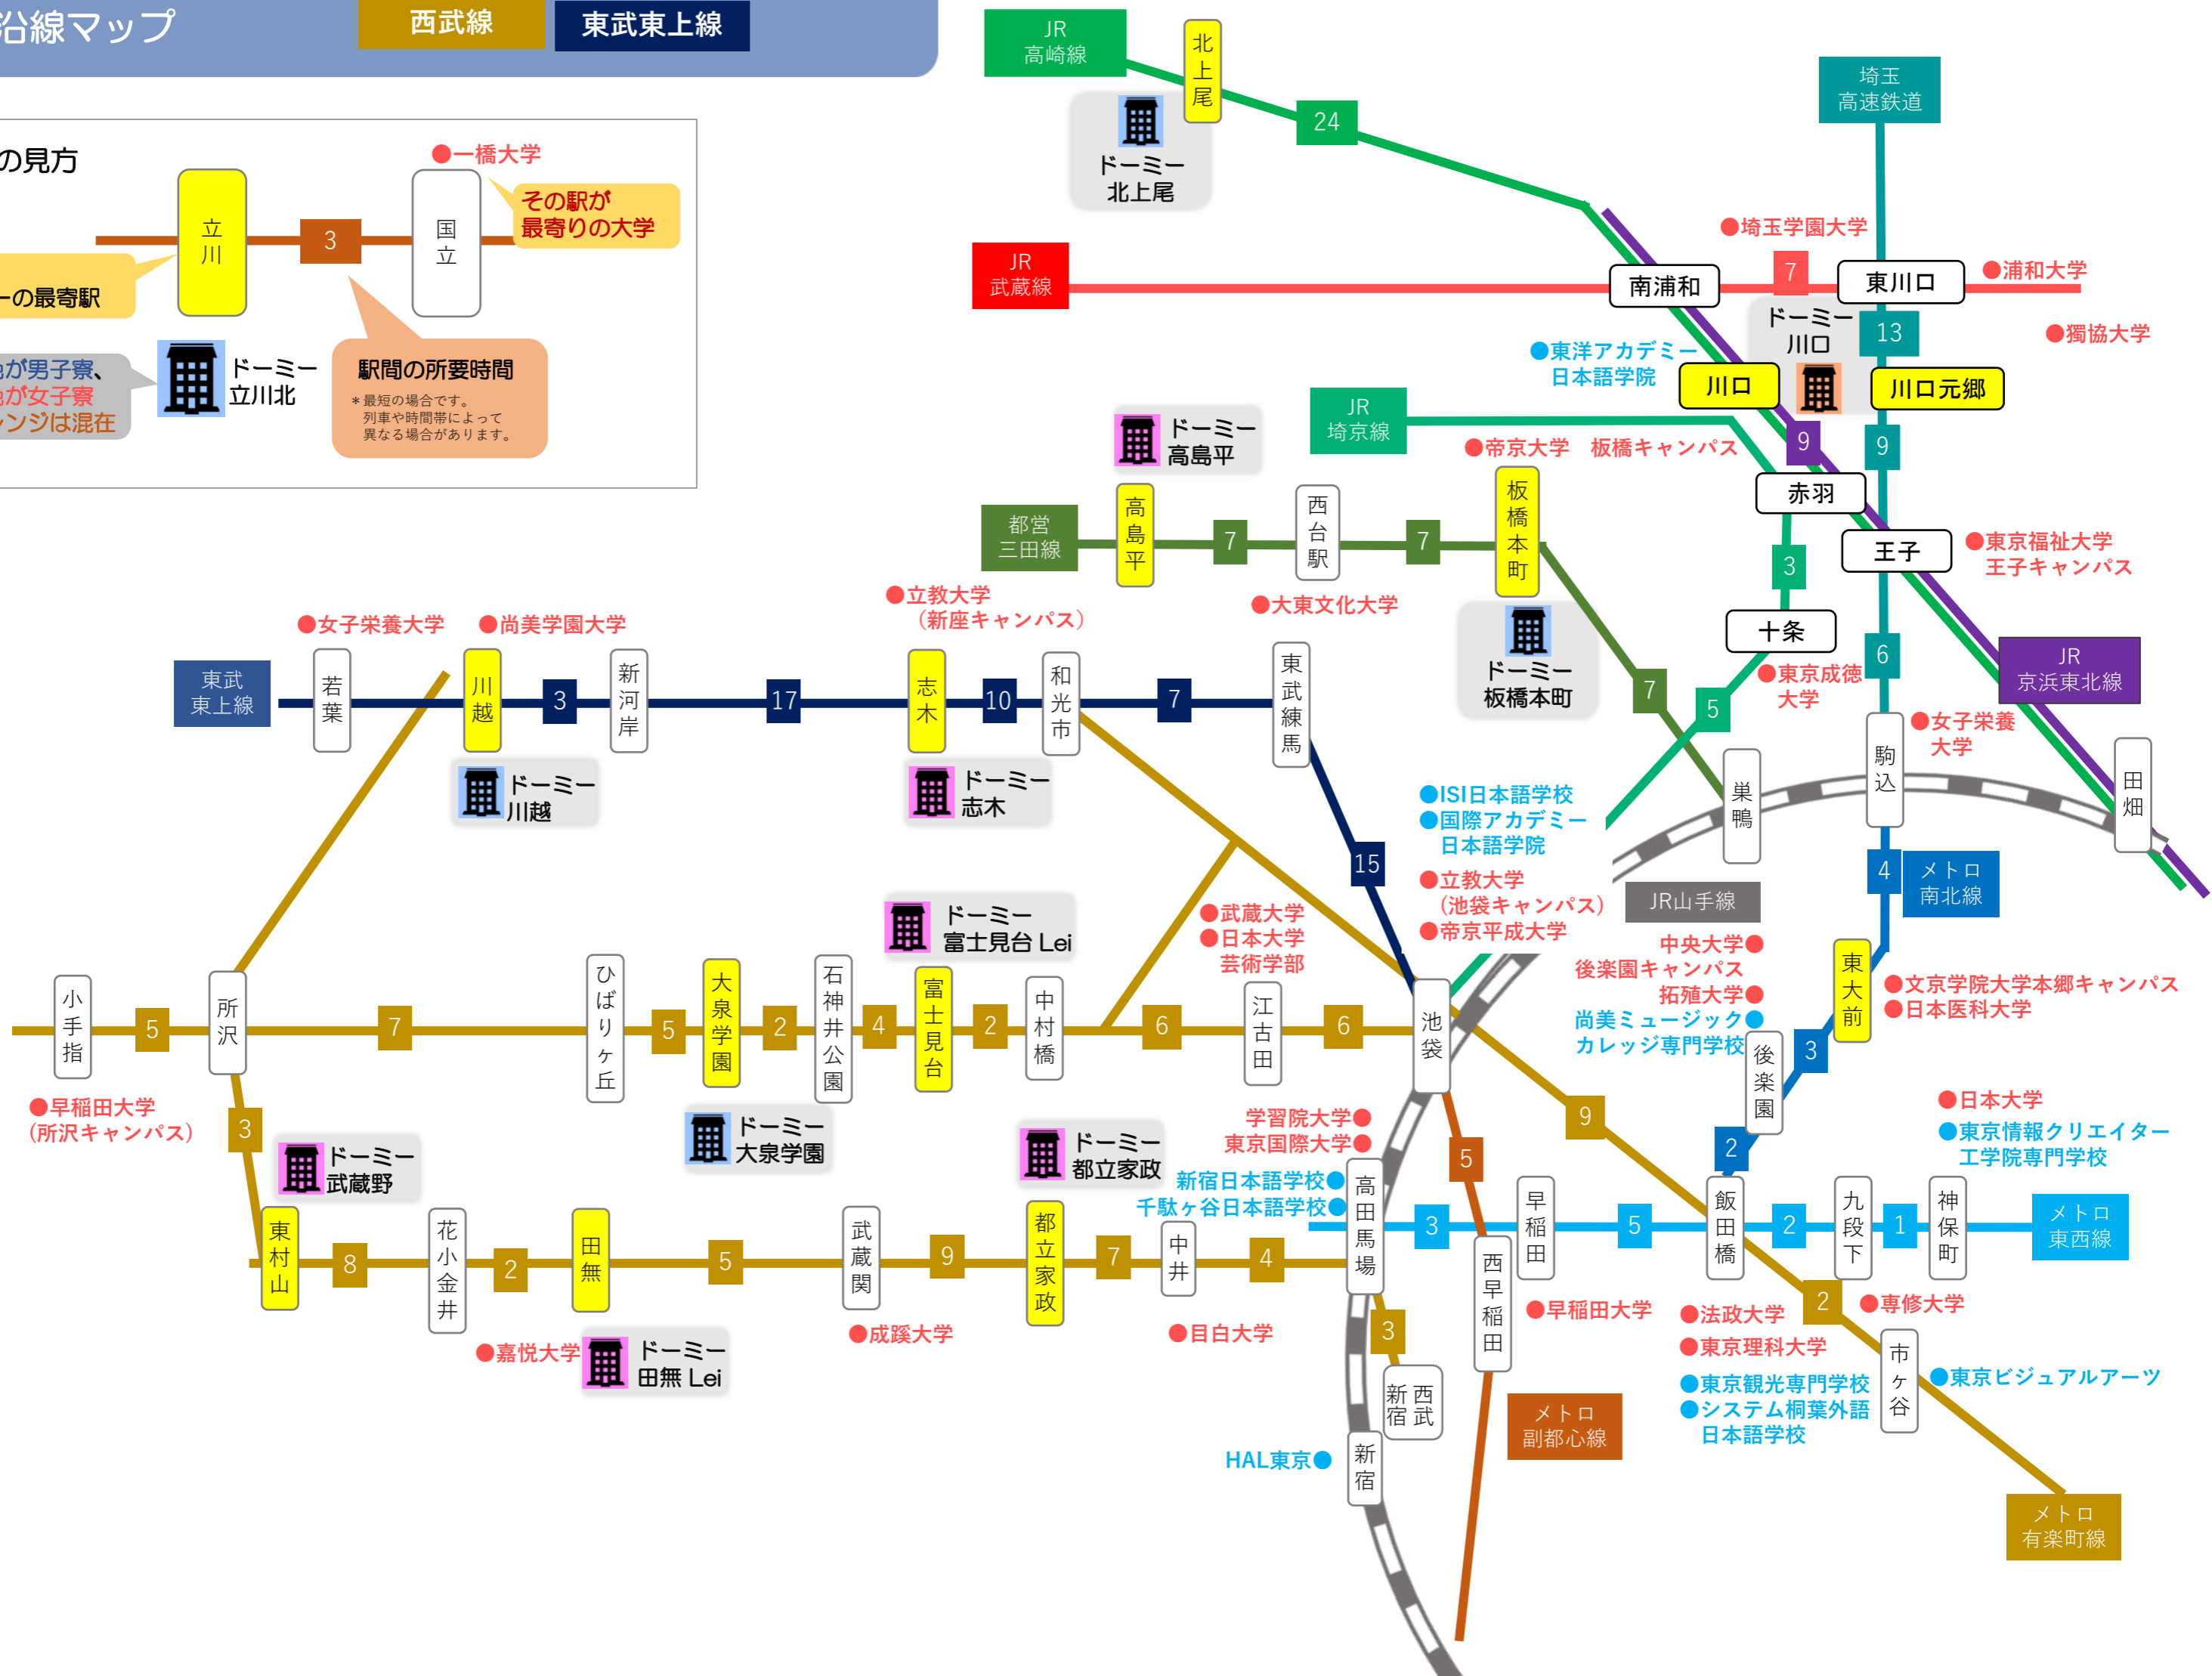 沿線マップ
西武線
東武東上線
の見方
立川
3
国立
●一橋大学
その駅が
最寄りの大学
ーの最寄駅
が男子寮、
が女子寮
ンジは混在
ドーミー
立川北
駅間の所要時間
＊最短の場合です。
列車や時間帯によって
異なる場合があります。
JR
高崎線
北上尾
ドーミー
北上尾
24
埼玉
高速鉄道
JR
武蔵線
南浦和
●埼玉学園大学
7
東川口
●浦和大学
13
●獨協大学
ドーミー
川口
●東洋アカデミー
日本語学院
川口
川口元郷
JR
埼京線
9
9
ドーミー
高島平
●帝京大学　板橋キャンパス
赤羽
都営
三田線
高島平
7
西台駅
7
板橋本町
●大東文化大学
ドーミー
板橋本町
3
王子
●東京福祉大学
王子キャンパス
十条
●東京成徳
大学
6
JR
京浜東北線
7
5
●女子栄養
大学
駒込
巣鴨
田畑
●女子栄養大学
●尚美学園大学
●立教大学
（新座キャンパス）
東武
東上線
若葉
川越
3
新河岸
17
志木
10
和光市
7
東武練馬
ドーミー
川越
ドーミー
志木
15
●ISI日本語学校
●国際アカデミー
日本語学院
●立教大学
(池袋キャンパス)
●帝京平成大学
JR山手線
4
メトロ
南北線
ドーミー
富士見台 Lei
●武蔵大学
●日本大学
芸術学部
中央大学●
後楽園キャンパス
拓殖大学●
尚美ミュージック●
カレッジ専門学校
東大前
●文京学院大学本郷キャンパス
●日本医科大学
小手指
5
所沢
7
ひばりヶ丘
5
大泉学園
2
石神井公園
4
富士見台
2
中村橋
6
江古田
6
池袋
3
後楽園
●早稲田大学
(所沢キャンパス)
3
ドーミー
武蔵野
ドーミー
大泉学園
ドーミー
都立家政
学習院大学●
東京国際大学●
新宿日本語学校●
千駄ヶ谷日本語学校●
5
9
2
●日本大学
●東京情報クリエイター
工学院専門学校
高田馬場
3
早稲田
5
飯田橋
2
九段下
1
神保町
メトロ
東西線
東村山
8
花小金井
2
田無
5
武蔵関
9
都立家政
7
中井
4
西早稲田
●嘉悦大学
ドーミー
田無 Lei
●成蹊大学
●目白大学
3
●早稲田大学
●法政大学
●東京理科大学
●東京観光専門学校
●システム桐葉外語
日本語学校
2
●専修大学
市ヶ谷
●東京ビジュアルアーツ
西武新宿
新宿
HAL東京●
メトロ
副都心線
メトロ
有楽町線